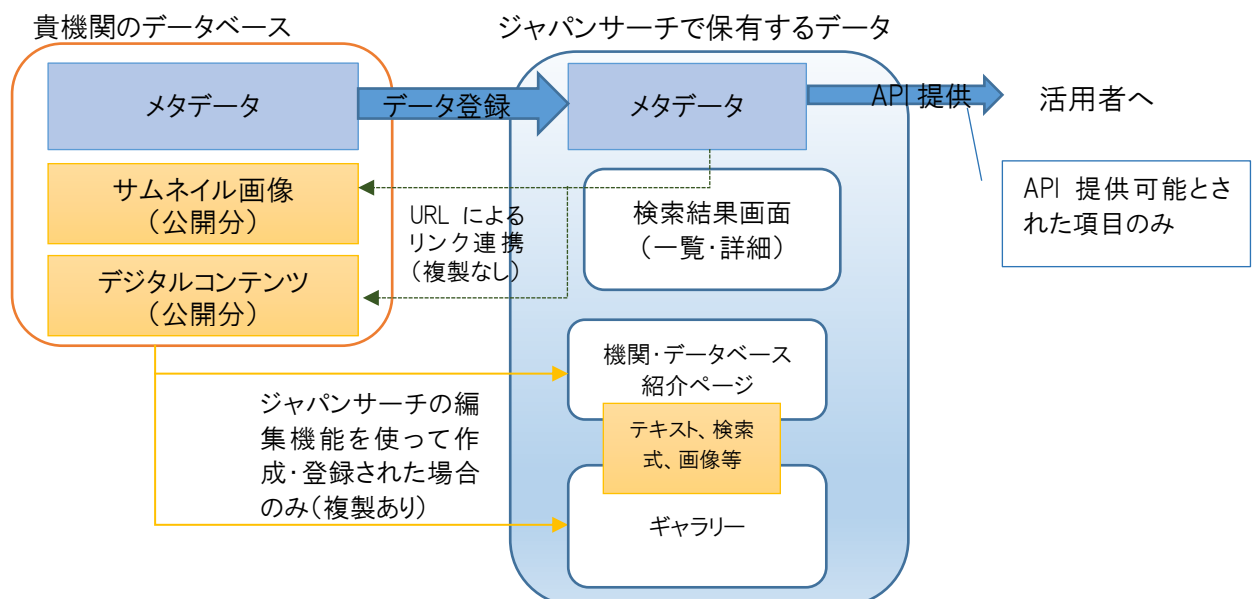 貴機関のデータベース
ジャパンサーチで保有するデータ
メタデータ
データ登録
メタデータ
API 提供
活用者へ
サムネイル画像
（公開分）
URL による
リンク連携
（複製なし）
検索結果画面
（一覧・詳細）
API 提供可能とさ
れた項目のみ
デジタルコンテンツ
（公開分）
機関・データベース
紹介ページ
ジャパンサーチの編
集機能を使って作
成・登録された場合
のみ（複製あり）
テキスト、検索
式、画像等
ギャラリー